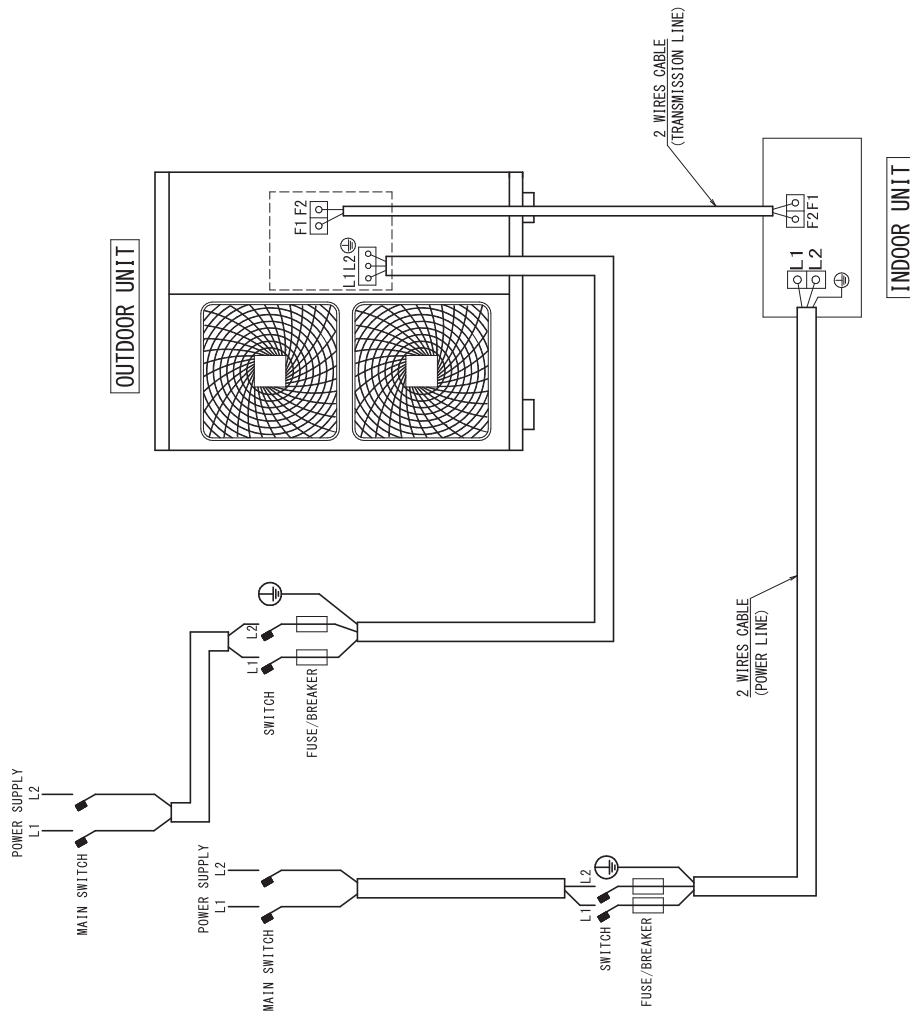 OUTDOOR UNIT
F1 F2
L1 L2
2 WIRES CABLE
(TRANSMISSION LINE)
F2 F1
L1
L2
INDOOR UNIT
POWER SUPPLY
L1
L2
MAIN SWITCH
L1
L2
SWITCH
FUSE/BREAKER
POWER SUPPLY
L1
L2
MAIN SWITCH
L1
L2
SWITCH
FUSE/BREAKER
2 WIRES CABLE
(POWER LINE)